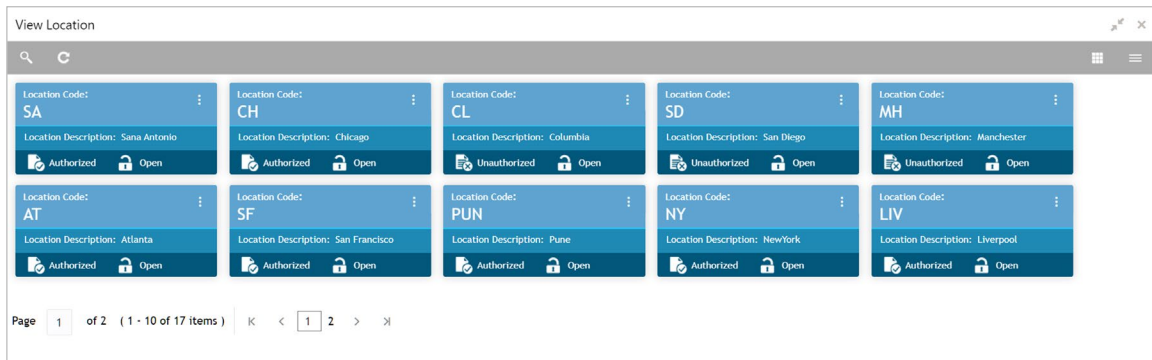 View Location
Location Code: Location Code: Location Code: Location Code: Location Code:
SA CH CL SD MH
Location Description: Sana Antonio Location Description: Chicago Location Description: Columbia Location Description: San Diego Location Description: Manchester
Authorized Open Authorized Open Unauthorized Open Unauthorized Open Unauthorized Open
Location Code: Location Code: Location Code: Location Code: Location Code:
AT SF PUN NY LIV
Location Description: Atlanta Location Description: San Francisco Location Description: Pune Location Description: NewYork Location Description: Liverpool
Authorized Open Authorized Open Authorized Open Authorized Open Authorized Open
Page 1 of 2 ( 1 - 10 of 17 items ) 1 2